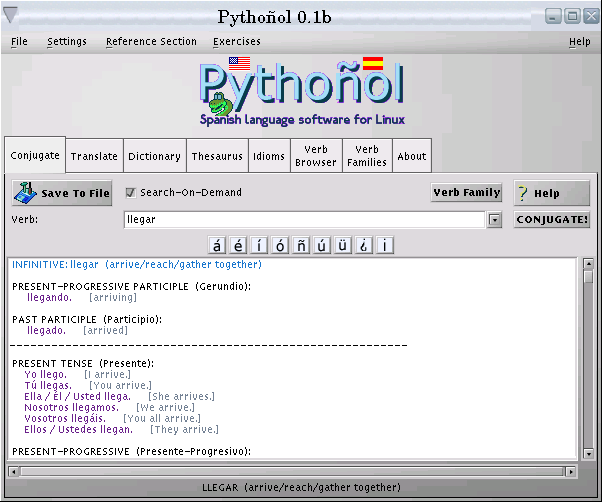 Pythoñol 0.1b
File Settings Reference Section Exercises Help
Pythoñol
Spanish language software for Linux
Conjugate Translate Dictionary Thesaurus Idioms Verb Browser Verb Families About
Save To File Search-On-Demand Verb Family ? Help
Verb: llegar CONJUGATE!
á é í ó ñ ú ü ¿ ¡
INFINITIVE: llegar (arrive/reach/gather together)
PRESENT-PROGRESSIVE PARTICIPLE (Gerundio):
llegando. [arriving]
PAST PARTICIPLE (Participio):
llegado. [arrived]
PRESENT TENSE (Presente):
Yo llego. [I arrive.]
Tú llegas. [You arrive.]
Ella / Él / Usted llega. [She arrives.]
Nosotros llegamos. [We arrive.]
Vosotros llegáis. [You all arrive.]
Ellos / Ustedes llegan. [They arrive.]
PRESENT-PROGRESSIVE (Presente-Progresivo):
LLEGAR (arrive/reach/gather together)